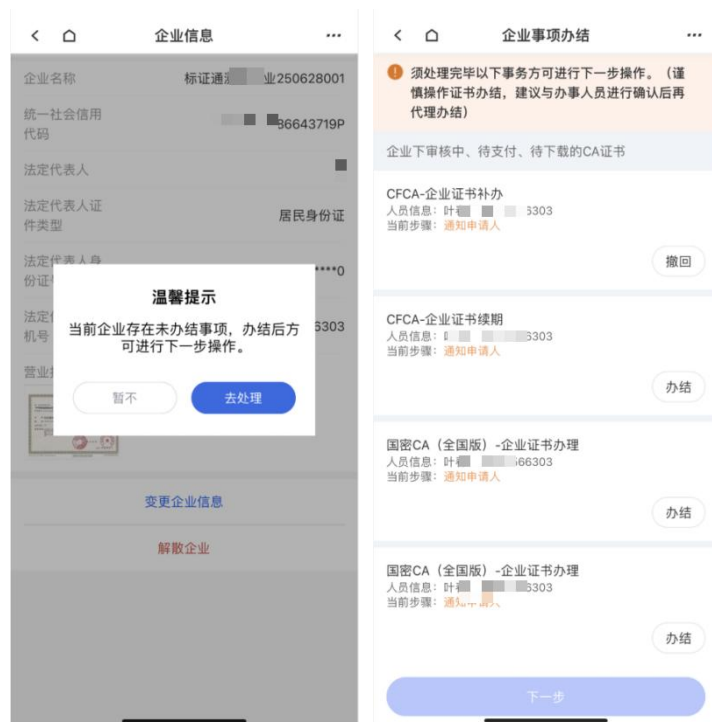 企业信息
企业名称
标证通
业250628001
统一社会信用
代码
36643719P
法定代表人
法定代表人证
件类型
居民身份证
法定代表人身
份证
****0
法定
机号
6303
营业
温馨提示
当前企业存在未办结事项，办结后方
可进行下一步操作。
暂不
去处理
变更企业信息
解散企业
企业事项办结
须处理完毕以下事务方可进行下一步操作。（谨
慎操作证书办结，建议与办事人员进行确认后再
代理办结）
企业下审核中、待支付、待下载的CA证书
CFCA-企业证书补办
人员信息：叶
6303
当前步骤：通知申请人
撤回
CFCA-企业证书续期
人员信息：
6303
当前步骤：通知申请人
办结
国密CA（全国版）-企业证书办理
人员信息：叶
66303
当前步骤：通知申请人
办结
国密CA（全国版）-企业证书办理
人员信息：叶
6303
当前步骤：通知申请人
办结
下一步